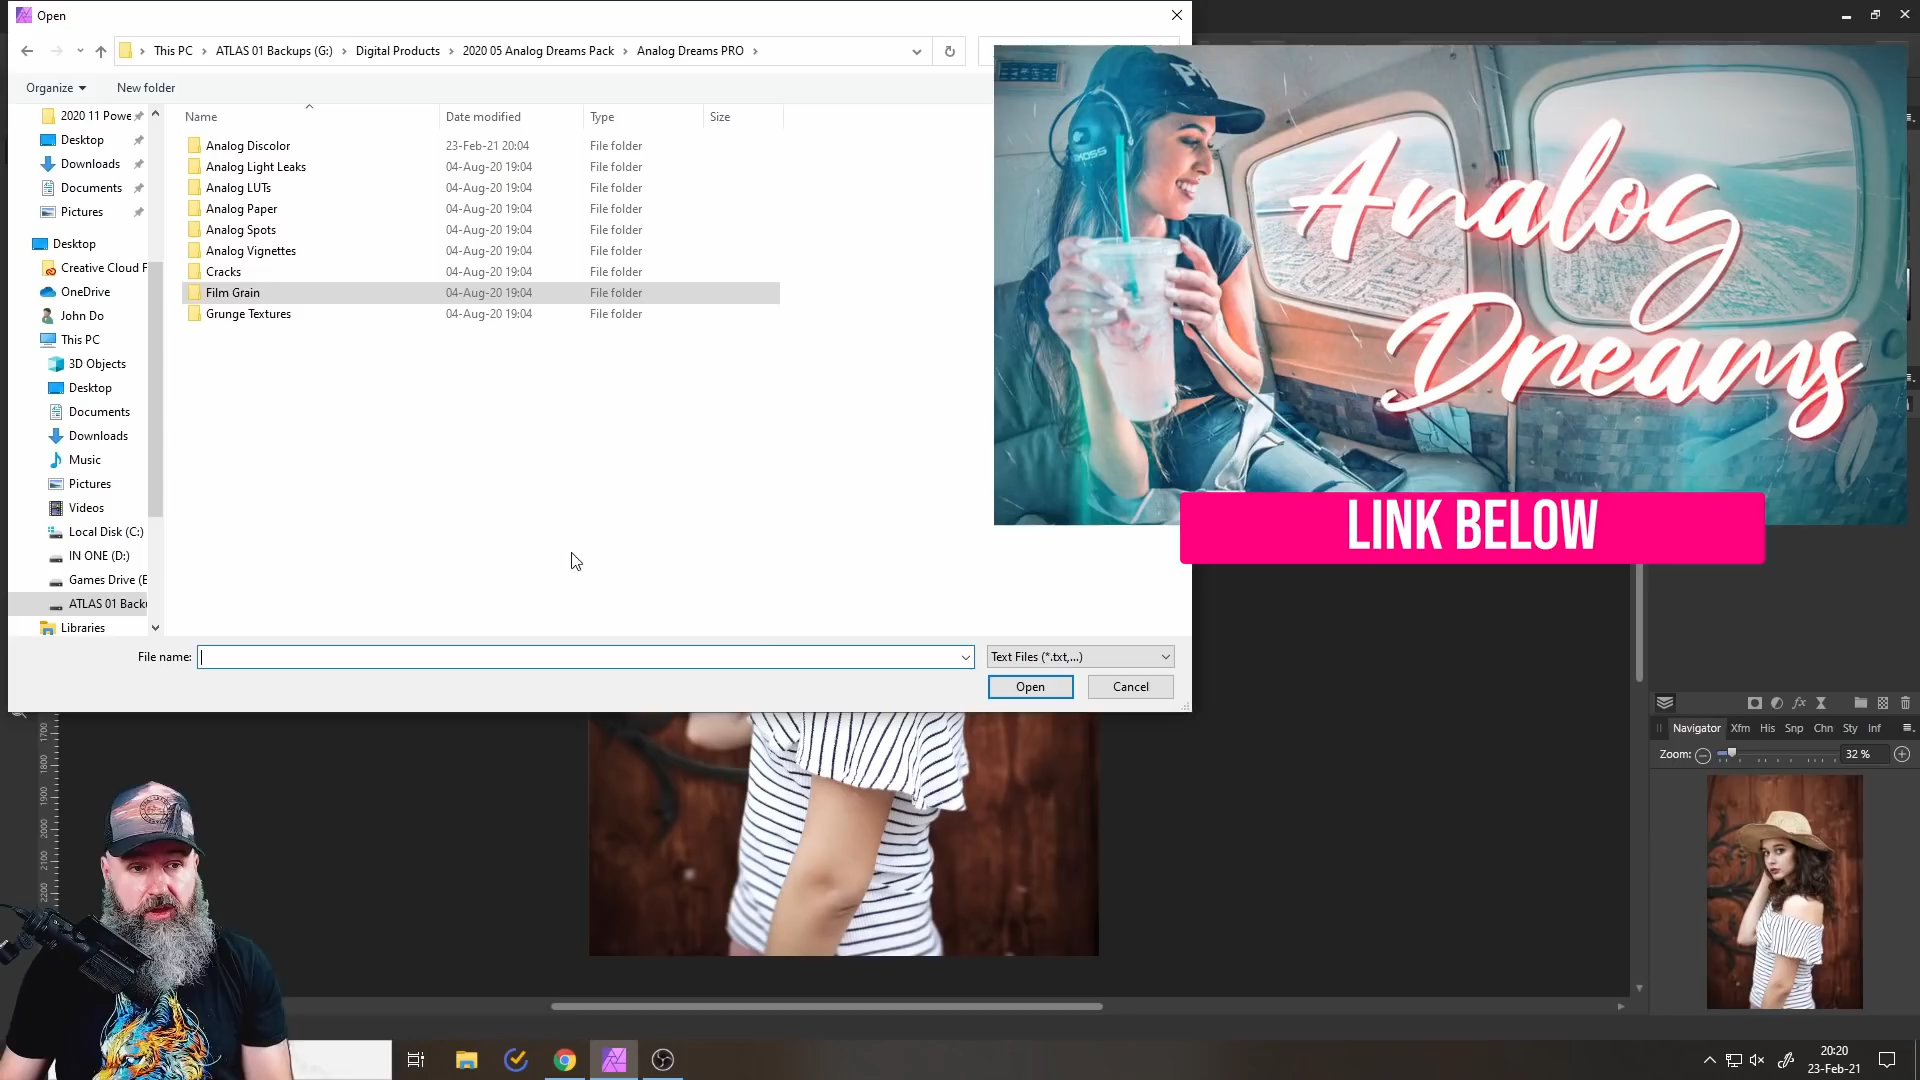 Open
This PC > ATLAS 01 Backups (G:) > Digital Products > 2020 05 Analog Dreams Pack > Analog Dreams PRO >
Organize
New folder
2020 11 Powe
Desktop
Downloads
Documents
Pictures
Desktop
Creative Cloud F
OneDrive
John Do
This PC
3D Objects
Desktop
Documents
Downloads
Music
Pictures
Videos
Local Disk (C:)
IN ONE (D:)
Games Drive (E
ATLAS 01 Back
Libraries
Name Date modified Type Size
Analog Discolor 23-Feb-21 20:04 File folder
Analog Light Leaks 04-Aug-20 19:04 File folder
Analog LUTs 04-Aug-20 19:04 File folder
Analog Paper 04-Aug-20 19:04 File folder
Analog Spots 04-Aug-20 19:04 File folder
Analog Vignettes 04-Aug-20 19:04 File folder
Cracks 04-Aug-20 19:04 File folder
Film Grain 04-Aug-20 19:04 File folder
Grunge Textures 04-Aug-20 19:04 File folder
File name:
Text Files (*.txt,...)
Open
Cancel
KOSS
Analog
Dreams
LINK BELOW
1700
1800
1900
2000
2100
2200
fx
Navigator Xfm His Snp Chn Sty Inf
Zoom: 32 %
20:20
23-Feb-21